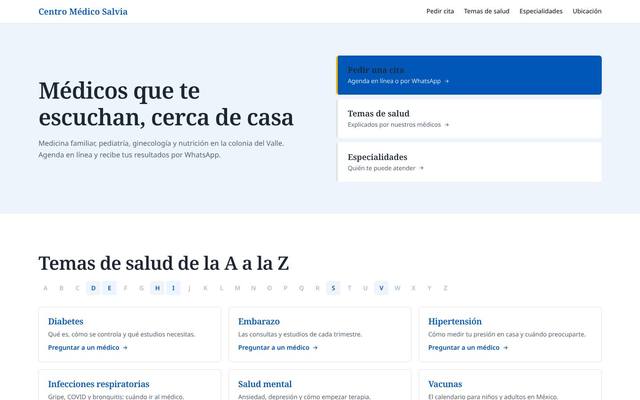 Centro Médico Salvia
Pedir cita Temas de salud Especialidades Ubicación
Médicos que te
escuchan, cerca de casa
Medicina familiar, pediatría, ginecología y nutrición en la colonia del Valle.
Agenda en línea y recibe tus resultados por WhatsApp.
Pedir una cita
Agenda en línea o por WhatsApp →
Temas de salud
Explicados por nuestros médicos →
Especialidades
Quién te puede atender →
Temas de salud de la A a la Z
A B C D E F G H I J K L M N O P Q R S T U V W X Y Z
Diabetes
Qué es, cómo se controla y qué estudios necesitas.
Preguntar a un médico →
Embarazo
Las consultas y estudios de cada trimestre.
Preguntar a un médico →
Hipertensión
Cómo medir tu presión en casa y cuándo preocuparte.
Preguntar a un médico →
Infecciones respiratorias
Gripe, COVID y bronquitis: cuándo ir al médico.
Salud mental
Ansiedad, depresión y cómo empezar terapia.
Vacunas
El calendario para niños y adultos en México.